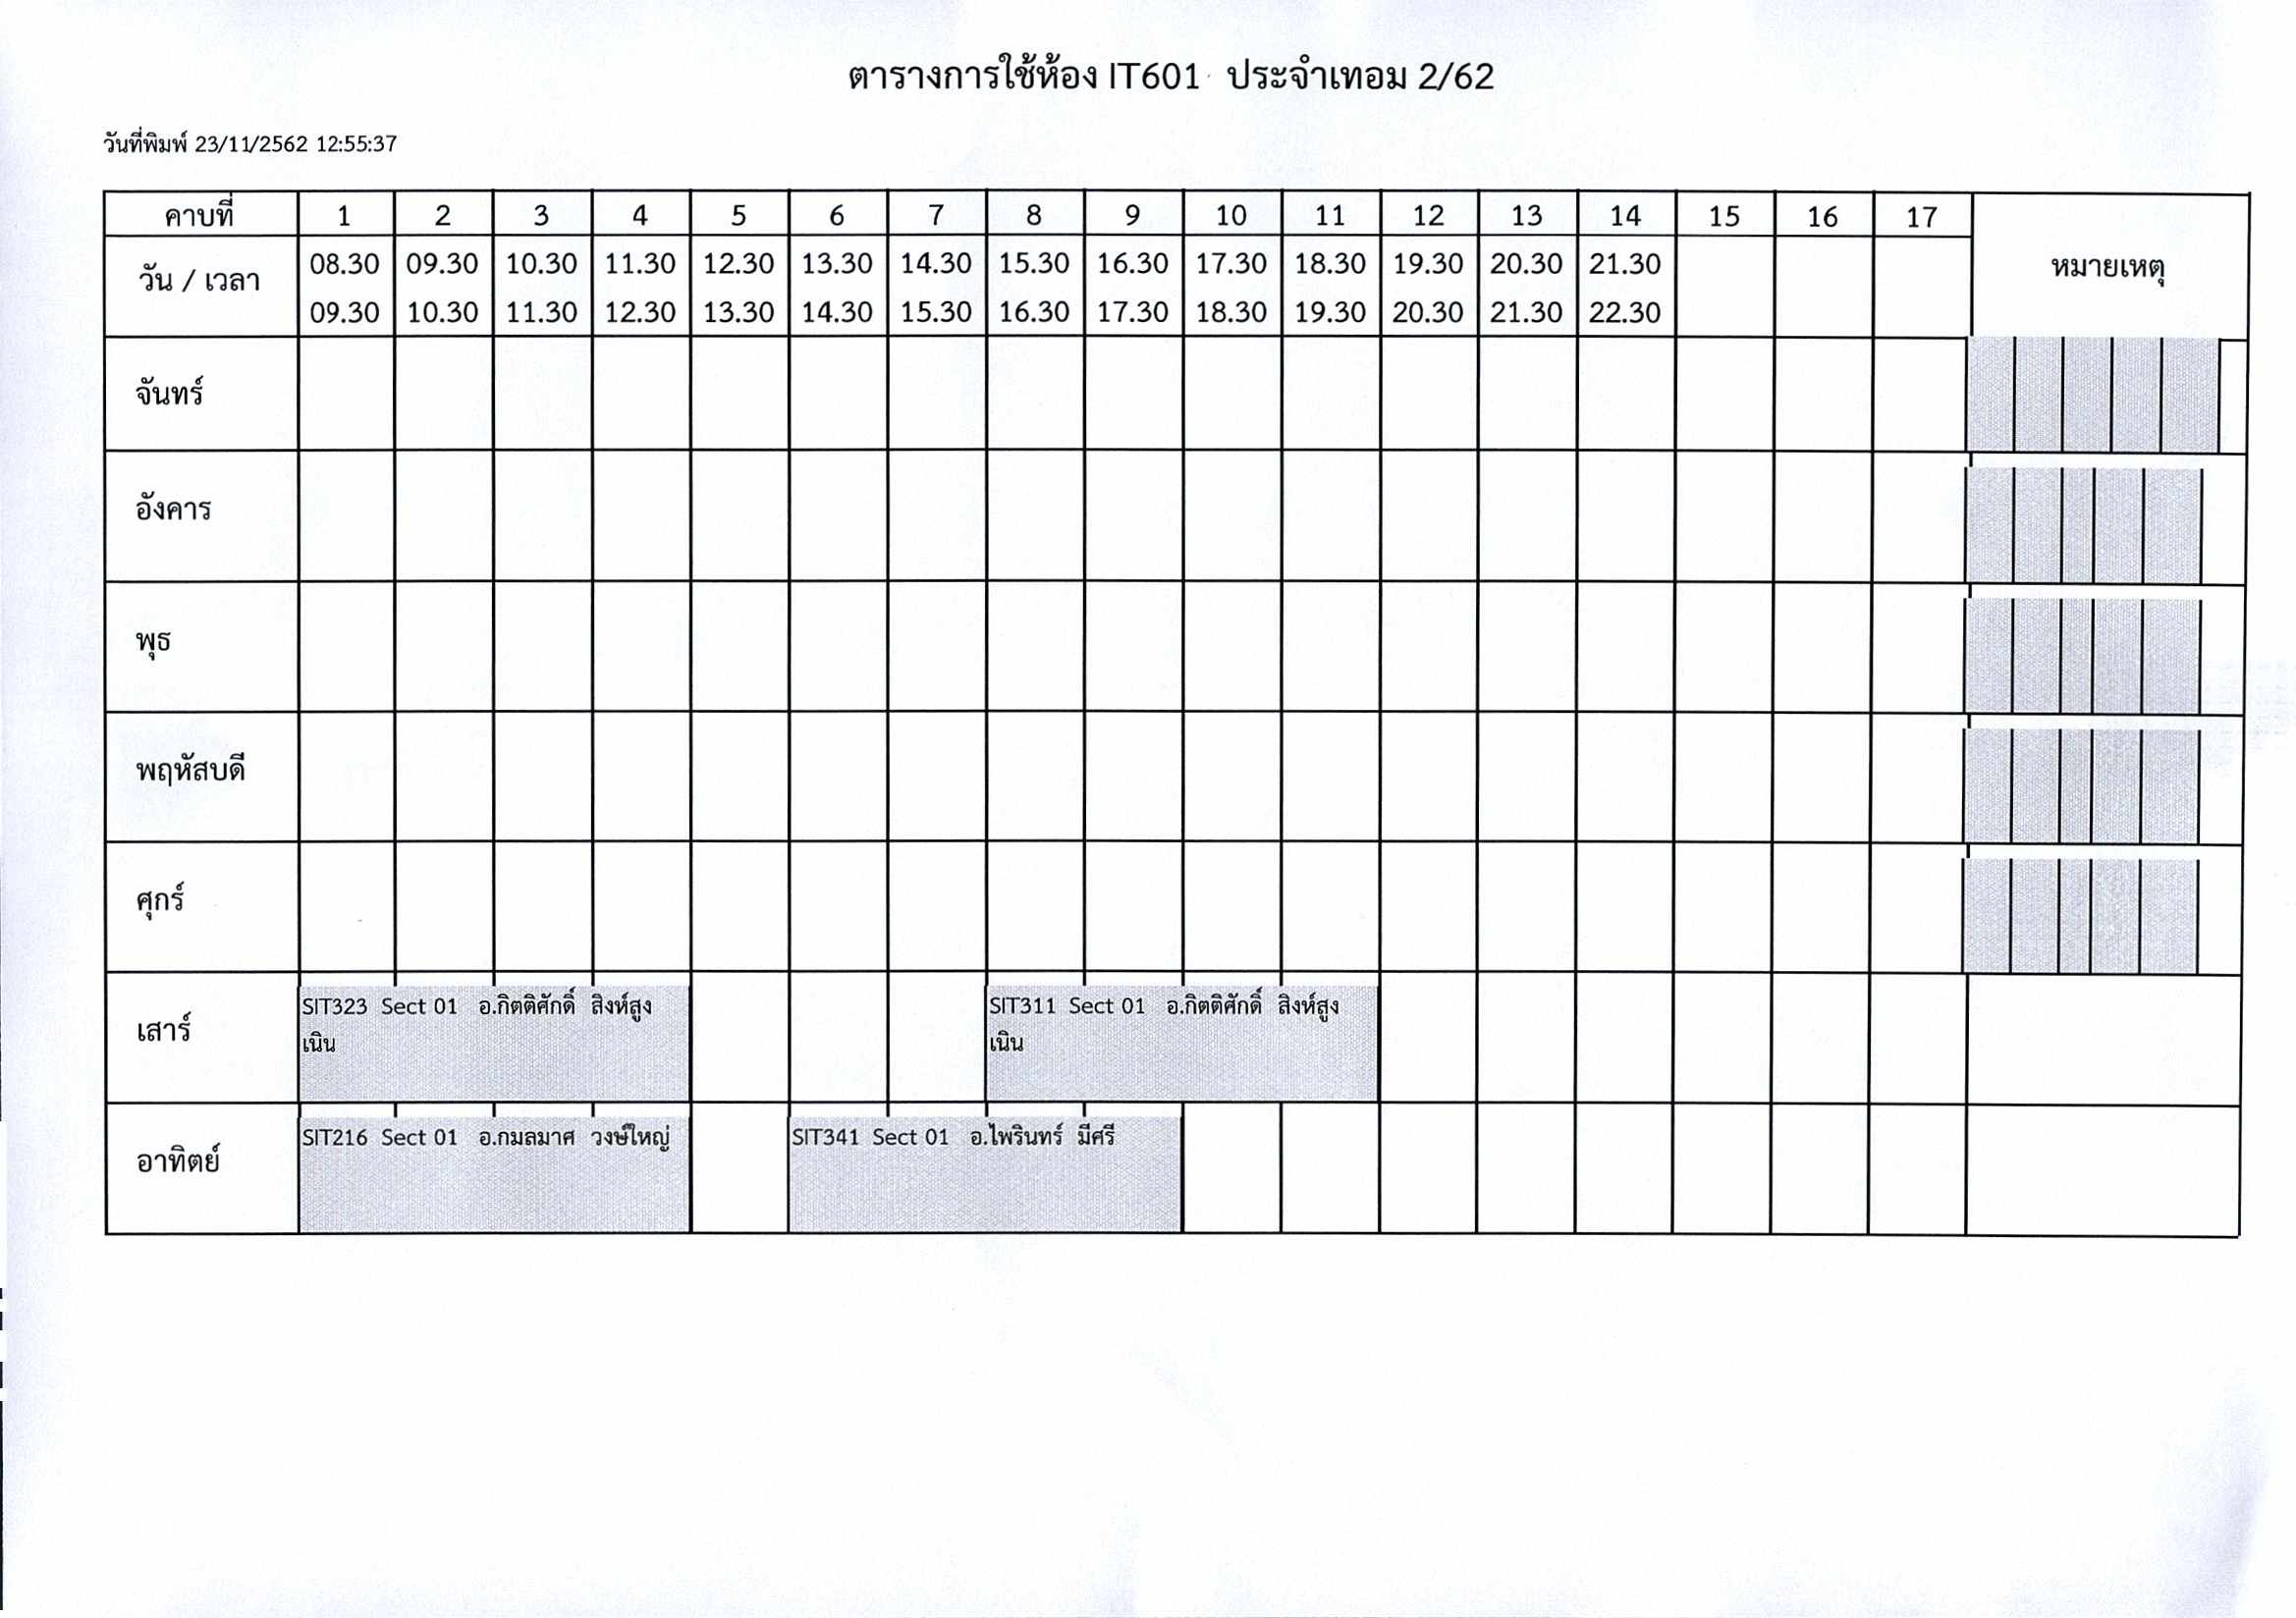 ตารางการใช้ห้อง IT601 ประจำเทอม 2/62
วันที่พิมพ์ 23/11/2562 12:55:37
คาบที่ 1 2 3 4 5 6 7 8 9 10 11 12 13 14 15 16 17
วัน / เวลา
08.30 09.30 10.30 11.30 12.30 13.30 14.30 15.30 16.30 17.30 18.30 19.30 20.30 21.30
09.30 10.30 11.30 12.30 13.30 14.30 15.30 16.30 17.30 18.30 19.30 20.30 21.30 22.30
หมายเหตุ
จันทร์
อังคาร
พุธ
พฤหัสบดี
ศุกร์
เสาร์
SIT323 Sect 01 อ.กิตติศักดิ์ สิงห์สูง
เนิน
SIT311 Sect 01 อ.กิตติศักดิ์ สิงห์สูง
เนิน
อาทิตย์
SIT216 Sect 01 อ.กมลมาศ วงษ์ใหญ่
SIT341 Sect 01 อ.ไพรินทร์ มีศรี